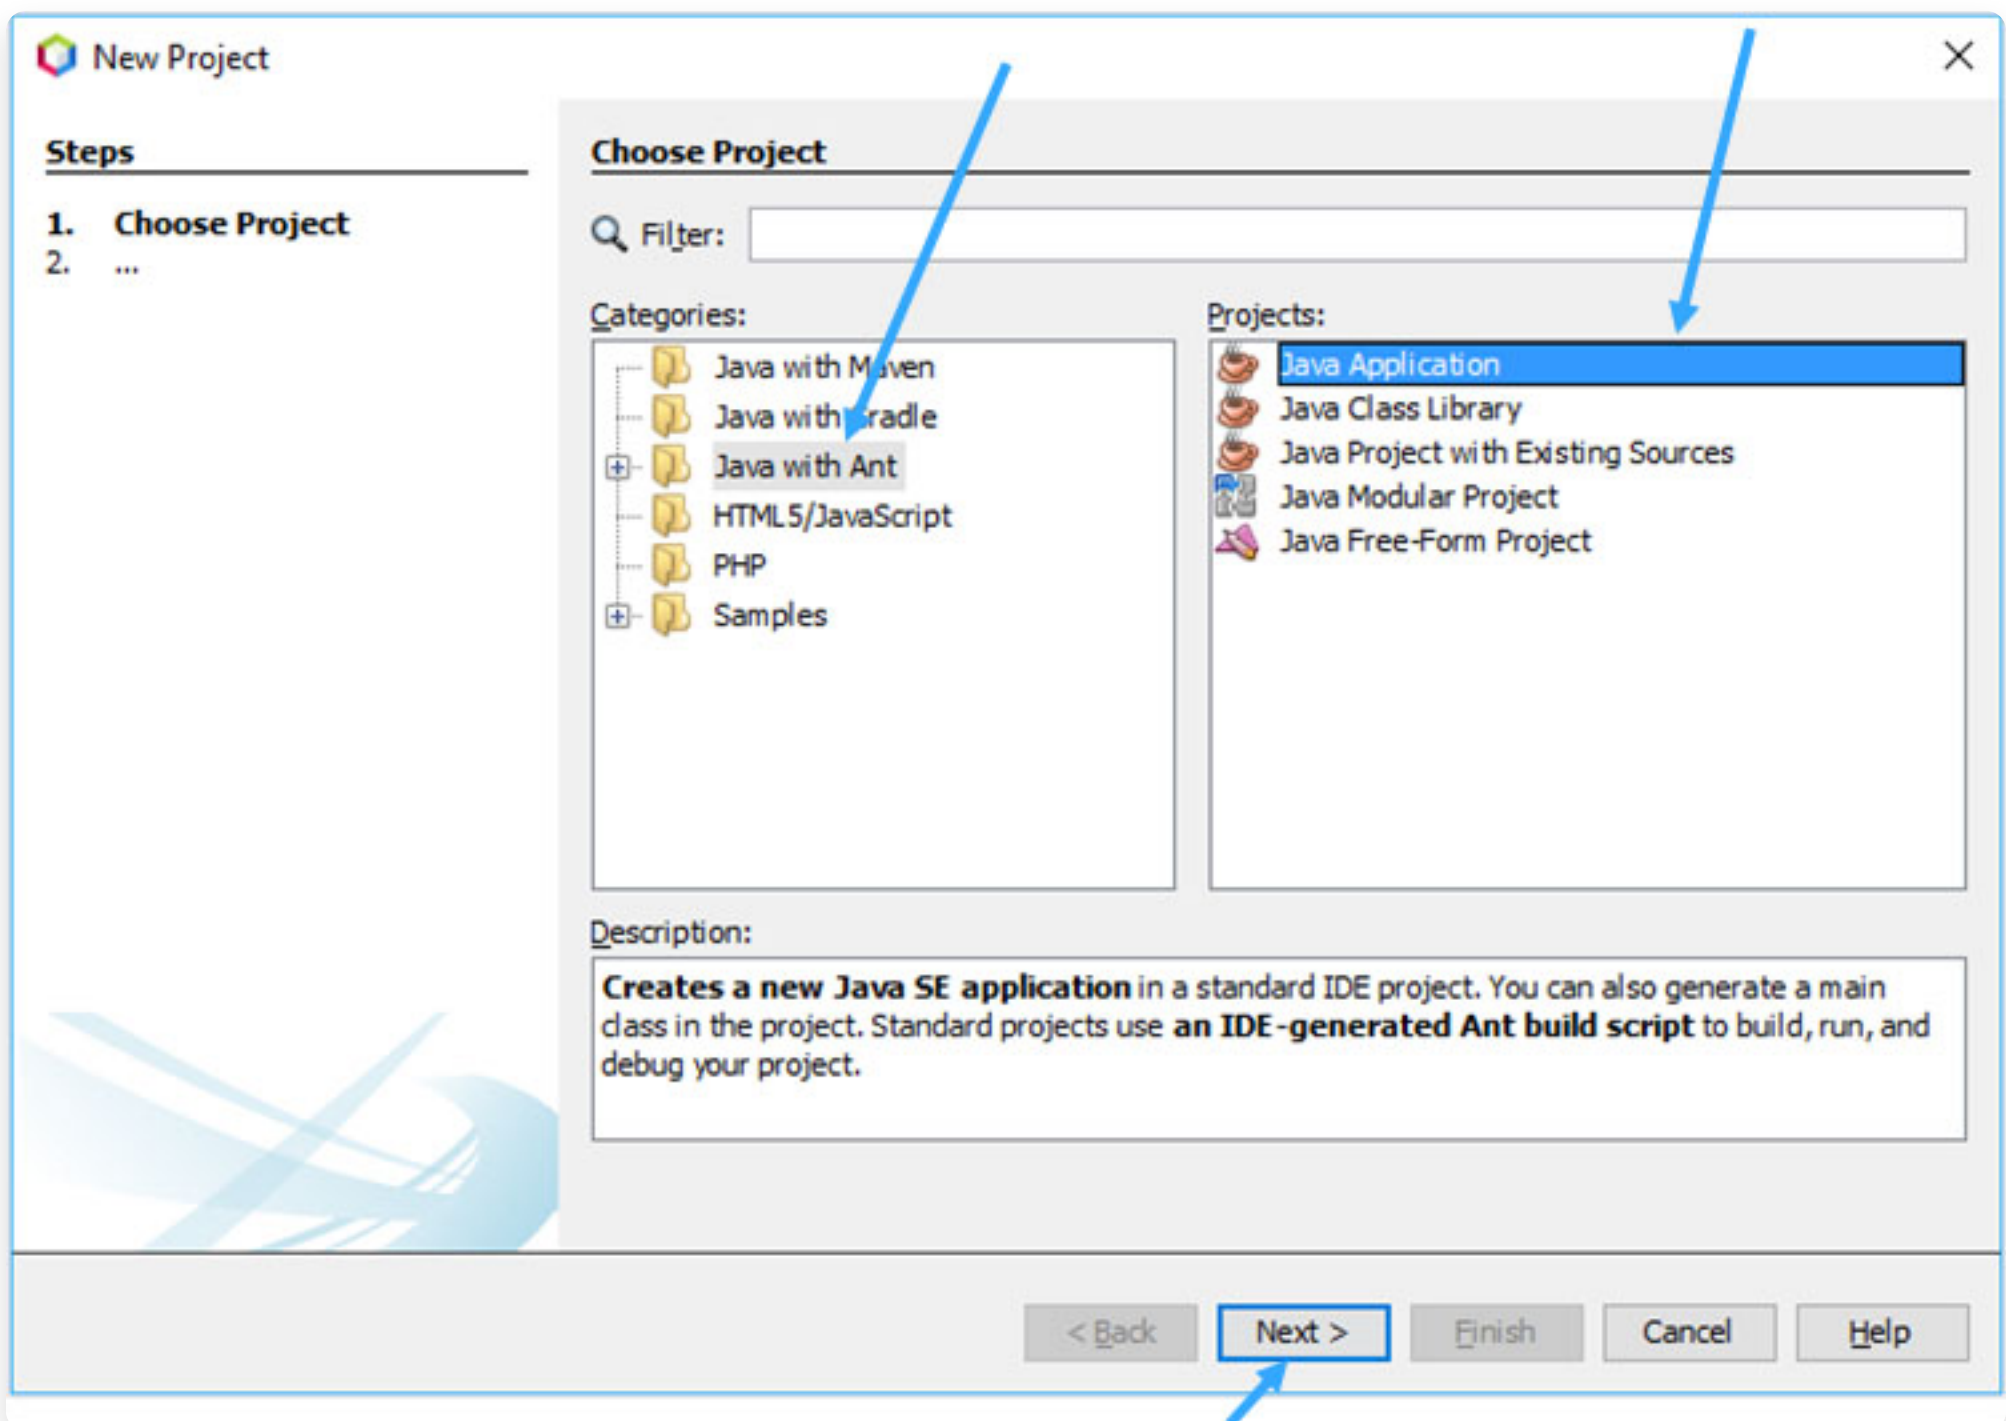 New Project
Steps
1. Choose Project
2. ...
Choose Project
Filter:
Categories:
Java with Maven
Java with Gradle
Java with Ant
HTML5/JavaScript
PHP
Samples
Projects:
Java Application
Java Class Library
Java Project with Existing Sources
Java Modular Project
Java Free-Form Project
Description:
Creates a new Java SE application in a standard IDE project. You can also generate a main
class in the project. Standard projects use an IDE-generated Ant build script to build, run, and
debug your project.
< Back
Next >
Finish
Cancel
Help